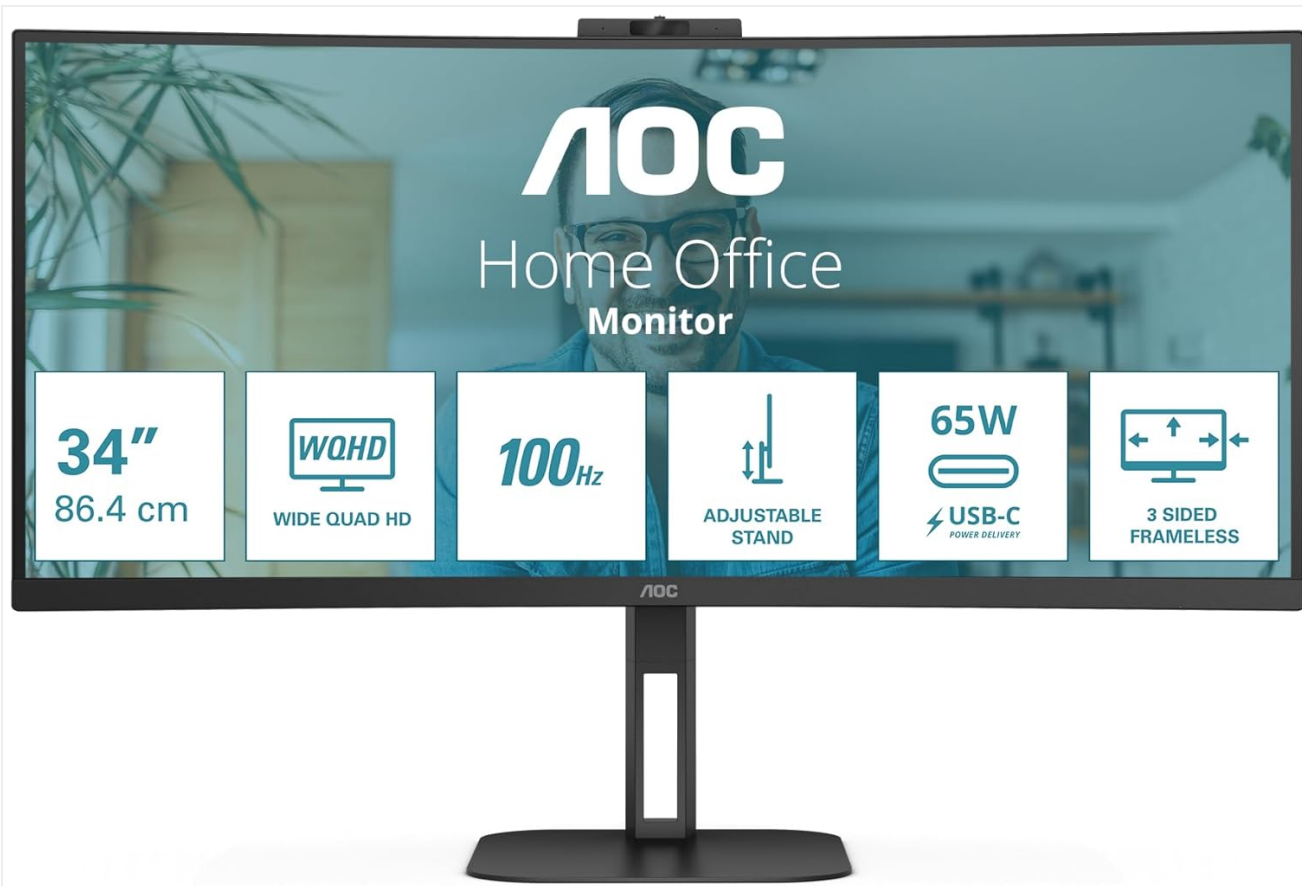 AOC
Home Office
Monitor
34"
86.4 cm
WQHD
WIDE QUAD HD
100Hz
ADJUSTABLE
STAND
65W
USB-C
POWER DELIVERY
3 SIDED
FRAMELESS
AOC